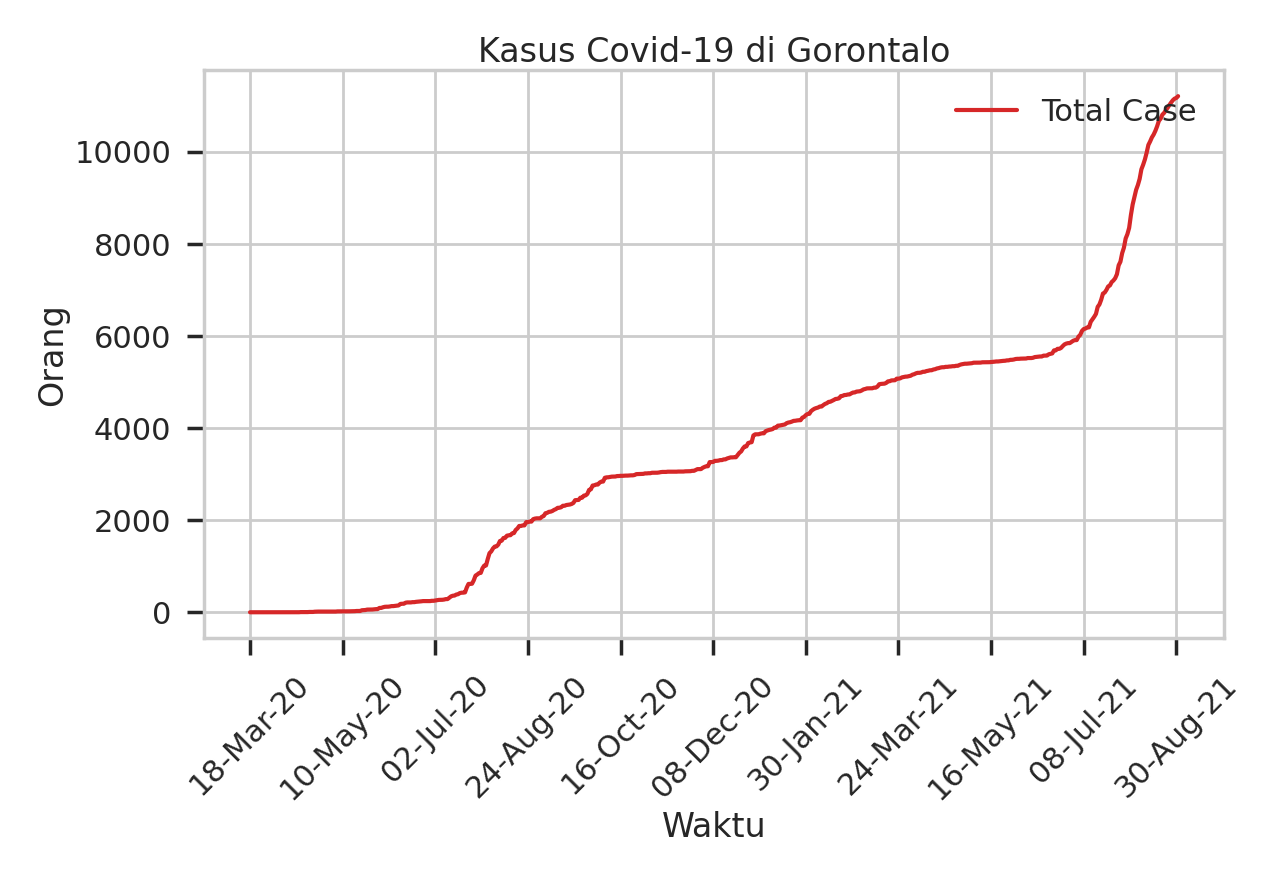 Kasus Covid-19 di Gorontalo
Total Case
10000
8000
6000
4000
2000
0
Orang
18-Mar-20
10-May-20
02-Jul-20
24-Aug-20
16-Oct-20
08-Dec-20
30-Jan-21
24-Mar-21
16-May-21
08-Jul-21
30-Aug-21
Waktu